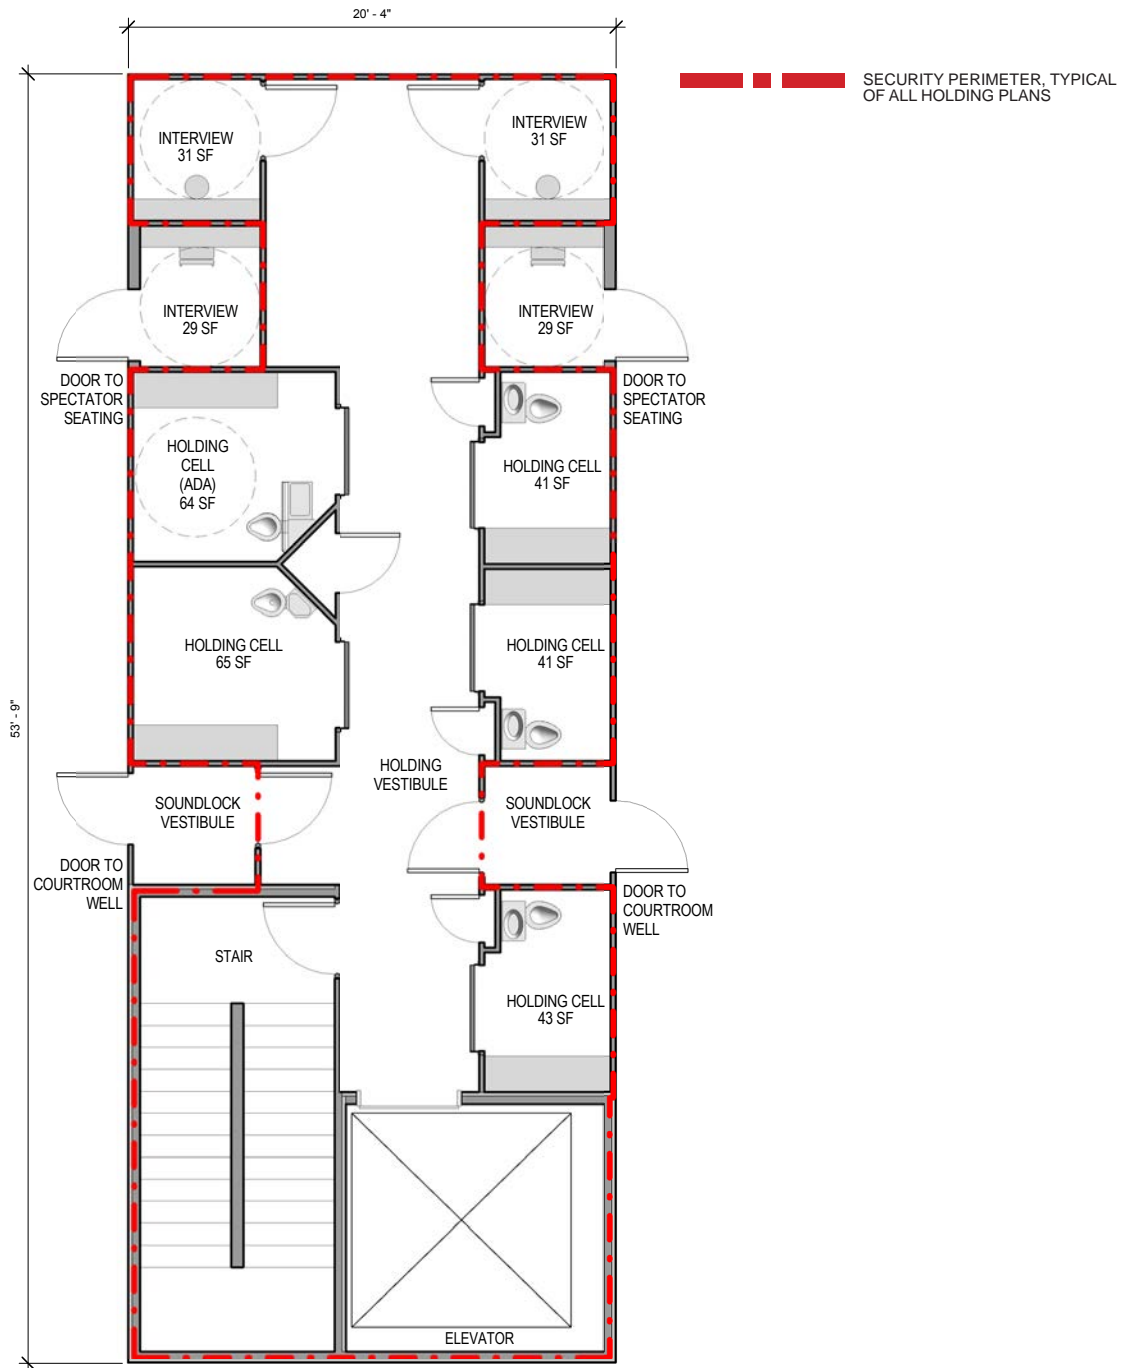 20' - 4"
SECURITY PERIMETER, TYPICAL
OF ALL HOLDING PLANS
INTERVIEW
31 SF
INTERVIEW
31 SF
INTERVIEW
29 SF
INTERVIEW
29 SF
DOOR TO
SPECTATOR
SEATING
DOOR TO
SPECTATOR
SEATING
HOLDING
CELL
(ADA)
64 SF
HOLDING CELL
41 SF
HOLDING CELL
65 SF
HOLDING CELL
41 SF
53' - 9"
HOLDING
VESTIBULE
SOUNDLOCK
VESTIBULE
SOUNDLOCK
VESTIBULE
DOOR TO
COURTROOM
WELL
DOOR TO
COURTROOM
WELL
STAIR
HOLDING CELL
43 SF
ELEVATOR